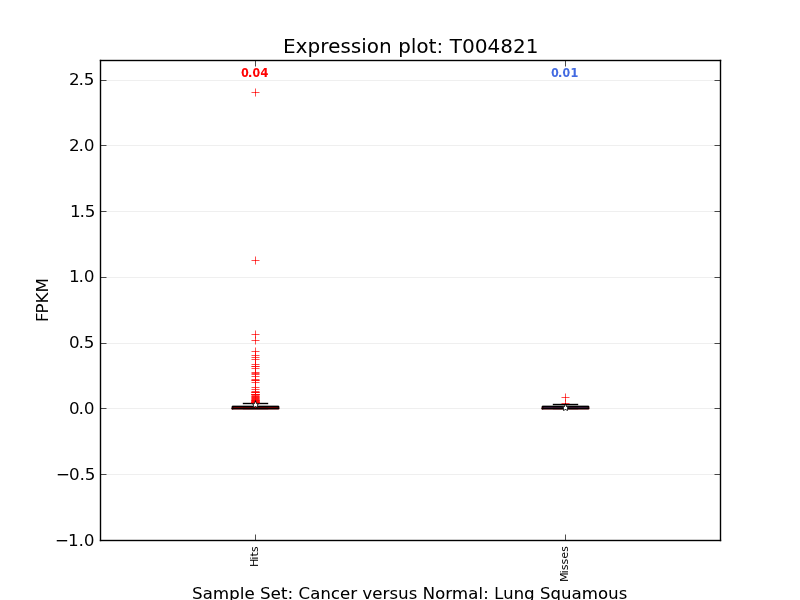 Expression plot: T004821
0.04
0.01
2.5
2.0
1.5
1.0
0.5
0.0
−0.5
−1.0
FPKM
Hits
Misses
Sample Set: Cancer versus Normal: Lung Squamous